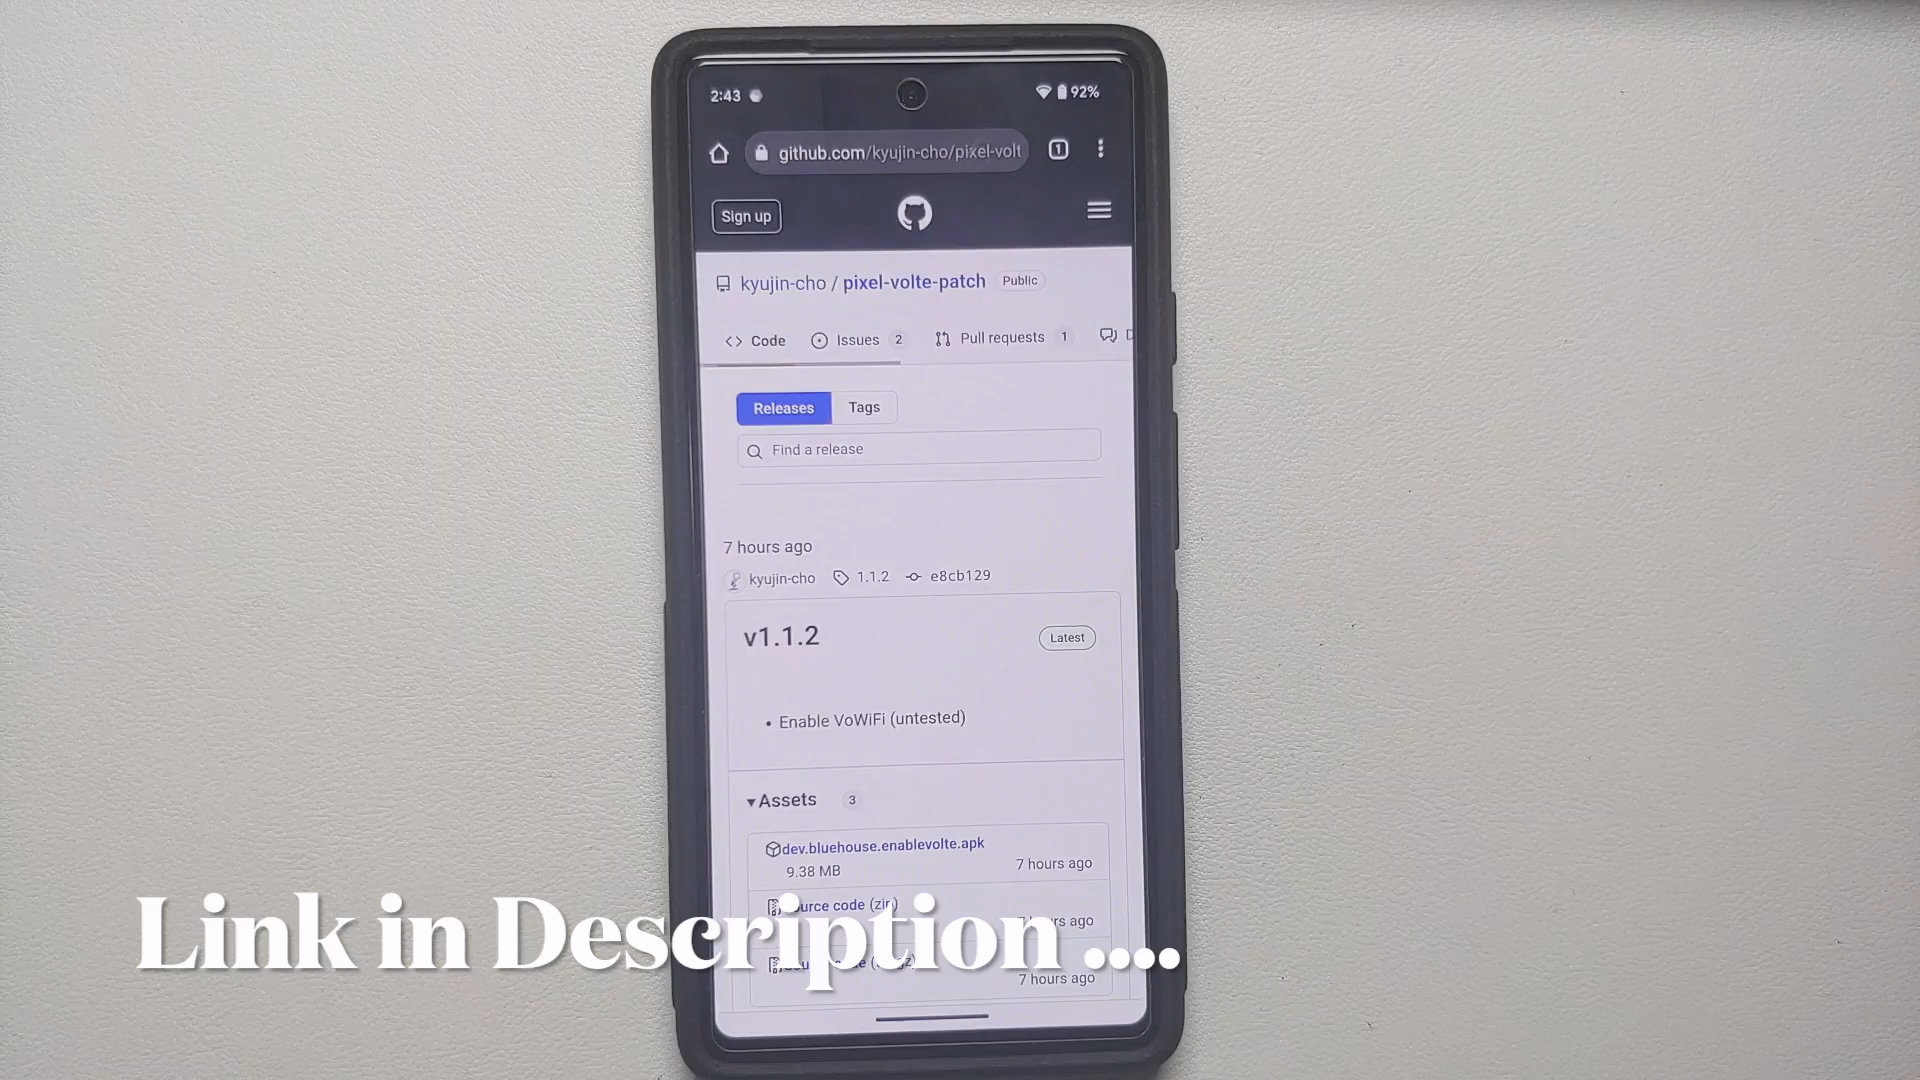 2:43
92%
github.com/kyujin-cho/pixel-volt
1
Sign up
kyujin-cho / pixel-volte-patch Public
Code Issues 2 Pull requests 1 D
Releases Tags
Find a release
7 hours ago
kyujin-cho 1.1.2 e8cb129
v1.1.2 Latest
• Enable VoWiFi (untested)
Assets 3
dev.bluehouse.enablevolte.apk
9.38 MB 7 hours ago
ource code (zip)
ago
7 hours ago
Link in Description ....